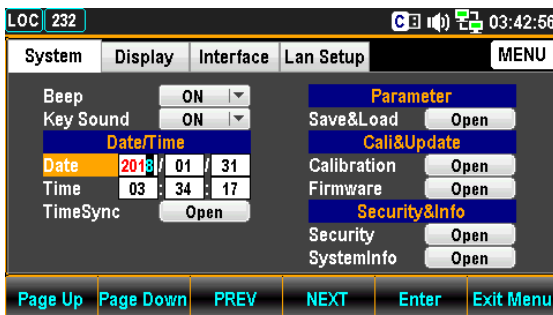 LOC 232 C 03:42:56
System Display Interface Lan Setup MENU
Beep ON
Key Sound ON
Date/Time
Date 2018 / 01 / 31
Time 03 : 34 : 17
TimeSync Open
Parameter
Save&Load Open
Cali&Update
Calibration Open
Firmware Open
Security&Info
Security Open
SystemInfo Open
Page Up Page Down PREV NEXT Enter Exit Menu